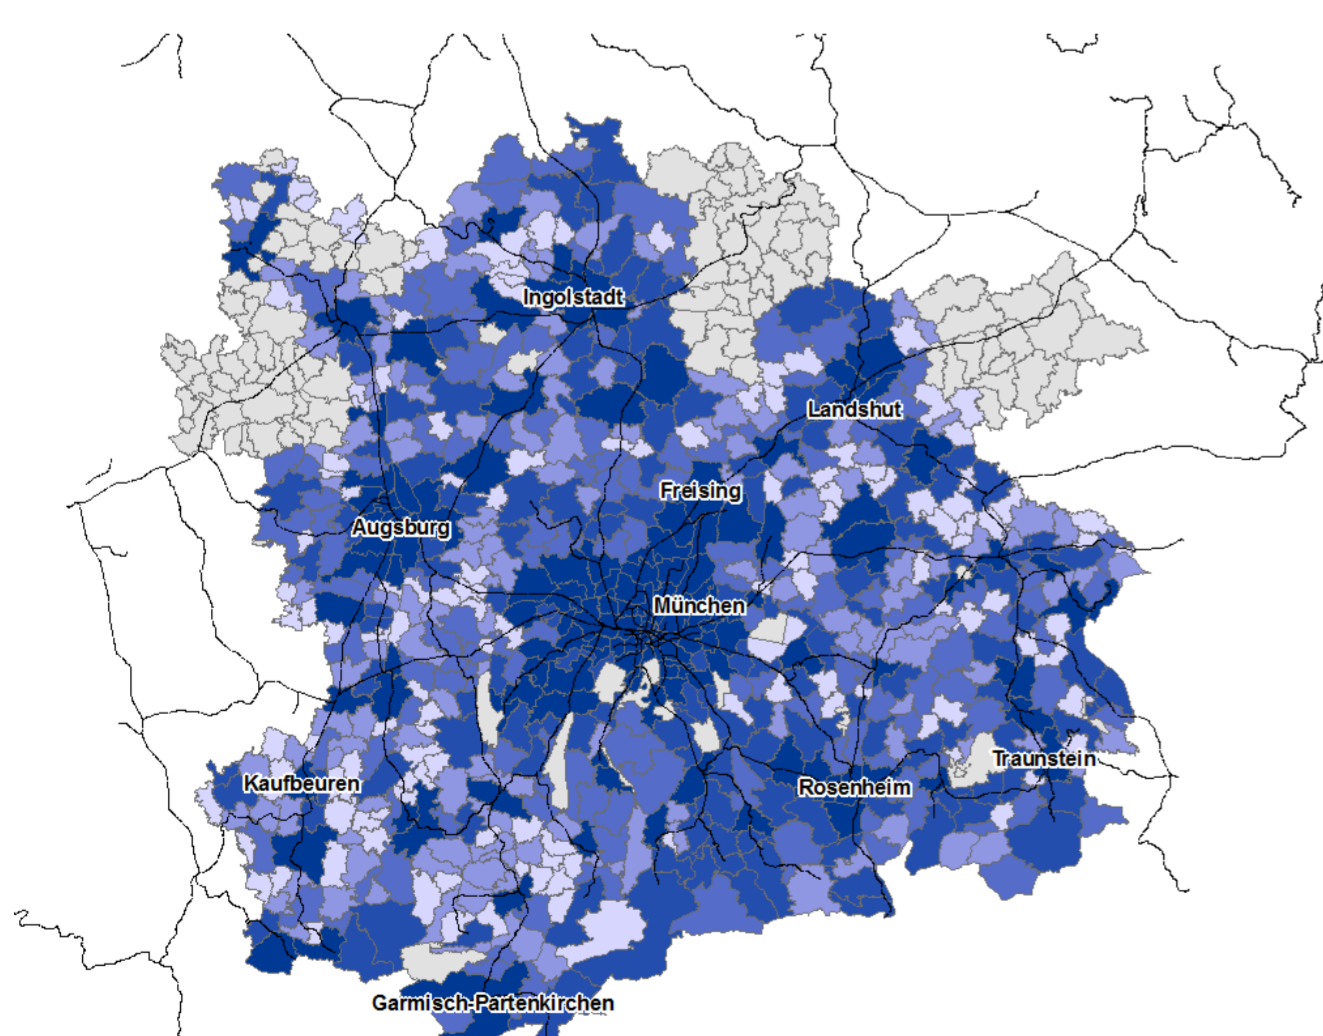 Ingolstadt
Landshut
Freising
Augsburg
München
Traunstein
Kaufbeuren
Rosenheim
Garmisch-Partenkirchen